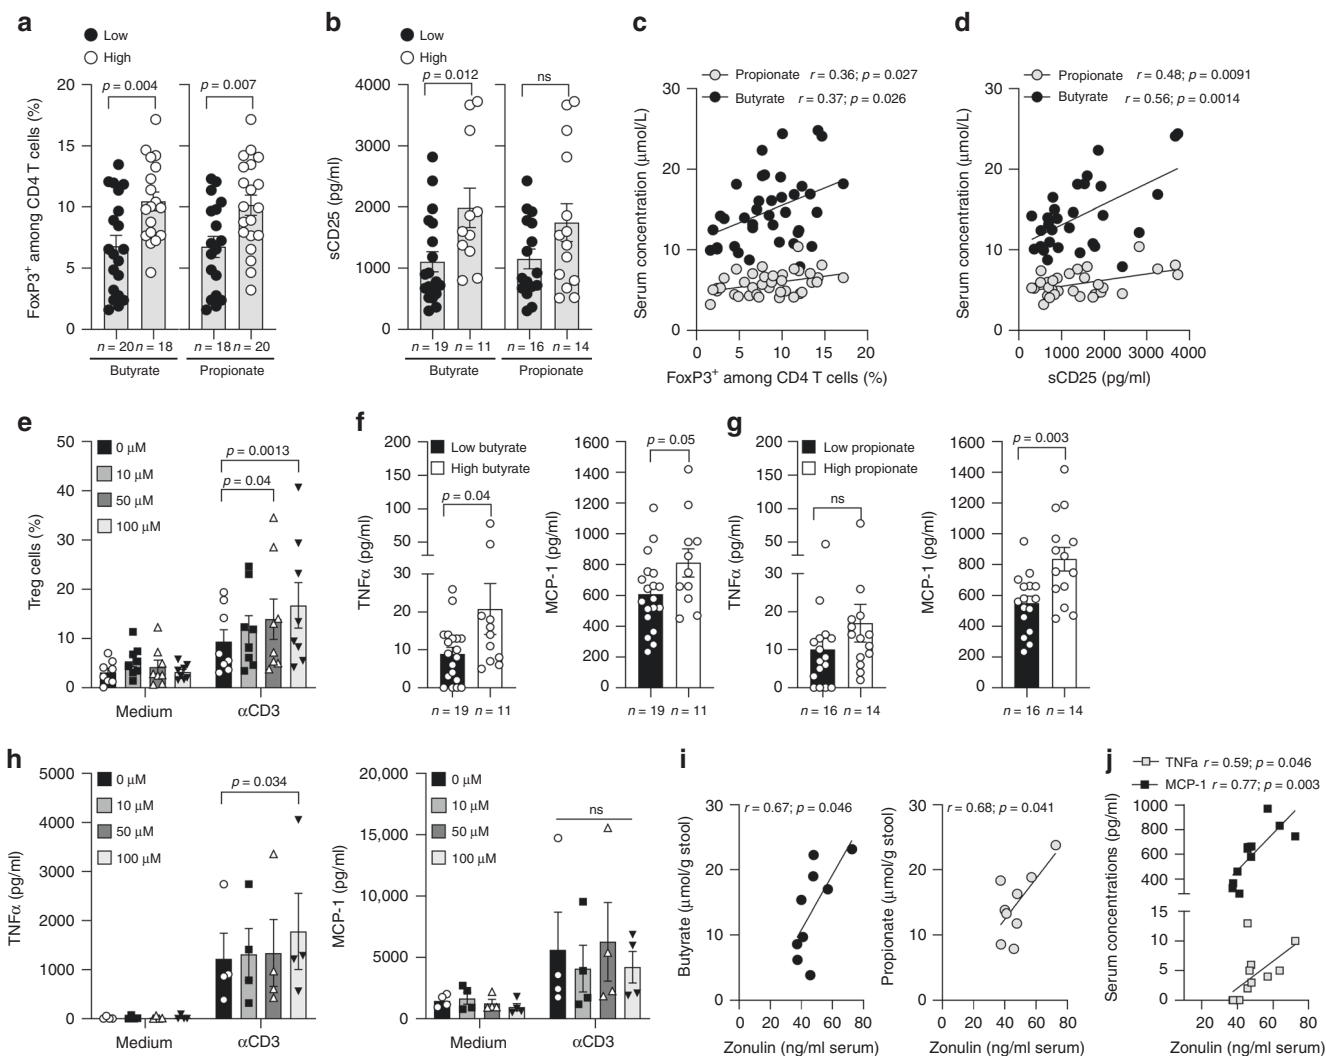 a
Low
High
p = 0.004
p = 0.007
FoxP3⁺ among CD4 T cells (%)
20
15
10
5
0
n = 20 n = 18
n = 18 n = 20
Butyrate
Propionate
b
Low
High
p = 0.012
ns
sCD25 (pg/ml)
4000
3000
2000
1000
0
n = 19
n = 11
n = 16
n = 14
Butyrate
Propionate
c
Propionate r = 0.36; p = 0.027
Butyrate r = 0.37; p = 0.026
Serum concentration (μmol/L)
30
20
10
0
0 5 10 15 20
FoxP3⁺ among CD4 T cells (%)
d
Propionate r = 0.48; p = 0.0091
Butyrate r = 0.56; p = 0.0014
Serum concentration (μmol/L)
30
20
10
0
0 1000 2000 3000 4000
sCD25 (pg/ml)
e
0 μM
10 μM
50 μM
100 μM
p = 0.0013
p = 0.04
Treg cells (%)
50
40
30
20
10
0
Medium
αCD3
f
Low butyrate
High butyrate
p = 0.04
TNFα (pg/ml)
200
150
100
50
30
20
10
0
n = 19 n = 11
p = 0.05
MCP-1 (pg/ml)
1600
1400
1200
1000
800
600
400
200
0
n = 19 n = 11
g
Low propionate
High propionate
ns
TNFα (pg/ml)
200
150
100
50
30
20
10
0
n = 16 n = 14
p = 0.003
MCP-1 (pg/ml)
1600
1400
1200
1000
800
600
400
200
0
n = 16 n = 14
h
0 μM
10 μM
50 μM
100 μM
p = 0.034
TNFα (pg/ml)
5000
4000
3000
2000
1000
0
Medium
αCD3
0 μM
10 μM
50 μM
100 μM
ns
MCP-1 (pg/ml)
20,000
15,000
10,000
5000
0
Medium
αCD3
i
r = 0.67; p = 0.046
Butyrate (μmol/g stool)
30
20
10
0
0 20 40 60 80
Zonulin (ng/ml serum)
r = 0.68; p = 0.041
Propionate (μmol/g stool)
30
20
10
0
0 20 40 60 80
Zonulin (ng/ml serum)
j
TNFa r = 0.59; p = 0.046
MCP-1 r = 0.77; p = 0.003
Serum concentrations (pg/ml)
1000
800
600
400
15
10
5
0
20 40 60 80
Zonulin (ng/ml serum)